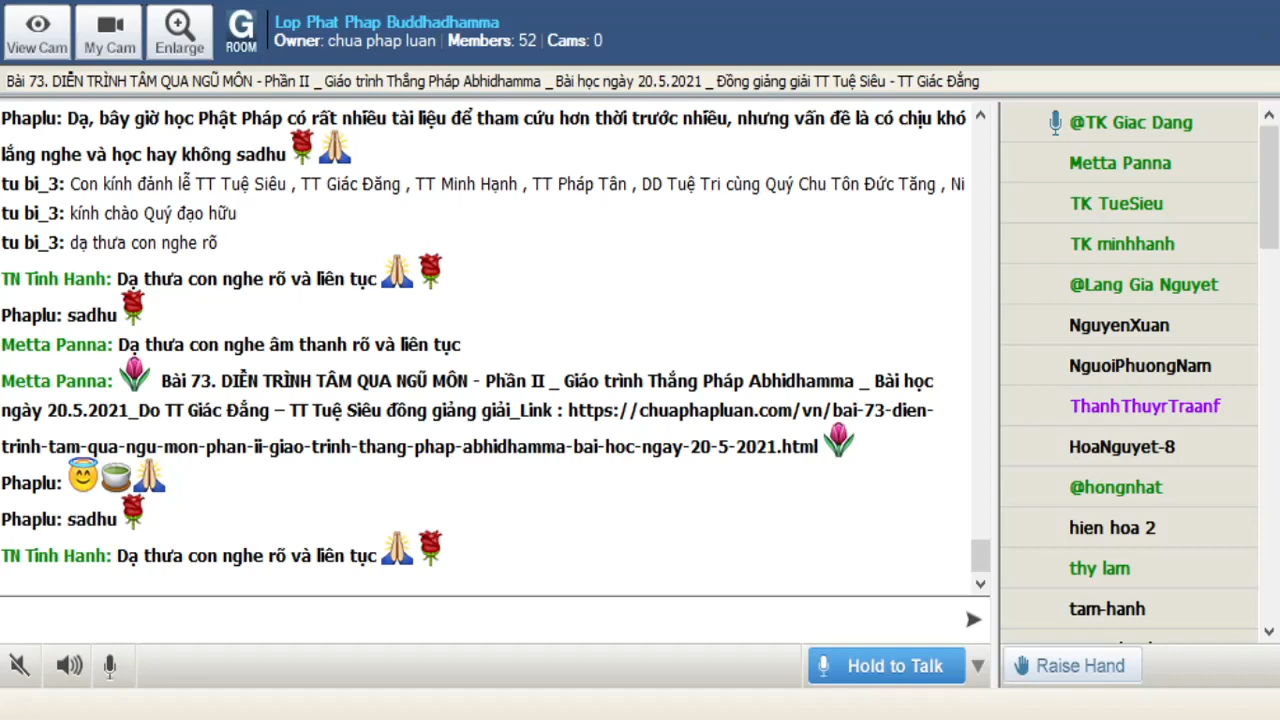 View Cam
My Cam
Enlarge
G
ROOM
Lop Phat Phap Buddhadhamma
Owner: chua phap luan | Members: 52 | Cams: 0
Bài 73. DIỄN TRÌNH TÂM QUA NGŨ MÔN - Phần II _ Giáo trình Thắng Pháp Abhidhamma _ Bài học ngày 20.5.2021 _ Đồng giảng giải TT Tuệ Siêu - TT Giác Đẳng
Phaplu: Dạ, bây giờ học Phật Pháp có rất nhiều tài liệu để tham cứu hơn thời trước nhiều, nhưng vấn đề là có chịu khó
lắng nghe và học hay không sadhu
tu bi_3: Con kính đảnh lễ TT Tuệ Siêu , TT Giác Đăng , TT Minh Hạnh , TT Pháp Tân , DD Tuệ Tri cùng Quý Chu Tôn Đức Tăng , Ni
tu bi_3: kính chào Quý đạo hữu
tu bi_3: dạ thưa con nghe rõ
TN Tinh Hanh: Dạ thưa con nghe rõ và liên tục
Phaplu: sadhu
Metta Panna: Dạ thưa con nghe âm thanh rõ và liên tục
Metta Panna: Bài 73. DIỄN TRÌNH TÂM QUA NGŨ MÔN - Phần II _ Giáo trình Thắng Pháp Abhidhamma _ Bài học
ngày 20.5.2021_Do TT Giác Đẳng – TT Tuệ Siêu đồng giảng giải_Link : https://chuaphapluan.com/vn/bai-73-dien-
trinh-tam-qua-ngu-mon-phan-ii-giao-trinh-thang-phap-abhidhamma-bai-hoc-ngay-20-5-2021.html
Phaplu:
Phaplu: sadhu
TN Tinh Hanh: Dạ thưa con nghe rõ và liên tục
Hold to Talk
@TK Giac Dang
Metta Panna
TK TueSieu
TK minhhanh
@Lang Gia Nguyet
NguyenXuan
NguoiPhuongNam
ThanhThuyrTraanf
HoaNguyet-8
@hongnhat
hien hoa 2
thy lam
tam-hanh
Raise Hand